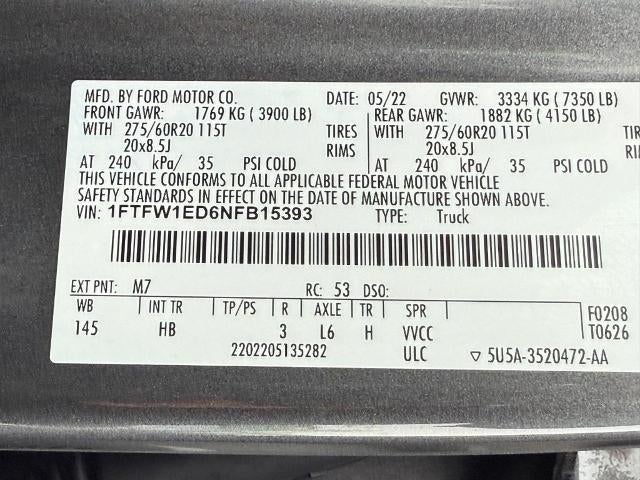 MFD. BY FORD MOTOR CO. DATE: 05/22 GVWR: 3334 KG ( 7350 LB)
FRONT GAWR: 1769 KG ( 3900 LB) REAR GAWR: 1882 KG ( 4150 LB)
WITH 275/60R20 115T TIRES WITH 275/60R20 115T TIRE
20x8.5J RIMS 20x8.5J RIMS
AT 240 kPa/ 35 PSI COLD AT 240 kPa/ 35 PSI COLD
THIS VEHICLE CONFORMS TO ALL APPLICABLE FEDERAL MOTOR VEHICLE
SAFETY STANDARDS IN EFFECT ON THE DATE OF MANUFACTURE SHOWN ABOVE.
VIN: 1FTFW1ED6NFB15393 TYPE: Truck
EXT PNT: M7 RC: 53 DSO:
WB INT TR TP/PS R AXLE TR SPR F0208
145 HB 3 L6 H VVCC T0626
2202205135282 ULC ▽ 5U5A-3520472-AA